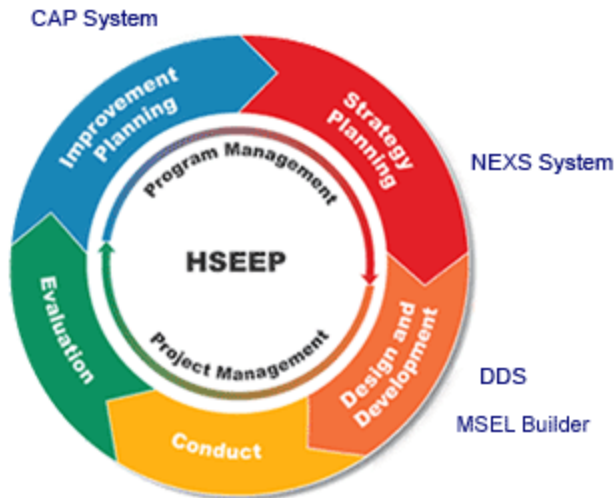 CAP System
Improvement
Planning
Strategy
Planning
NEXS System
Program Management
HSEEP
Project Management
Evaluation
Conduct
Design and
Development
DDS
MSEL Builder